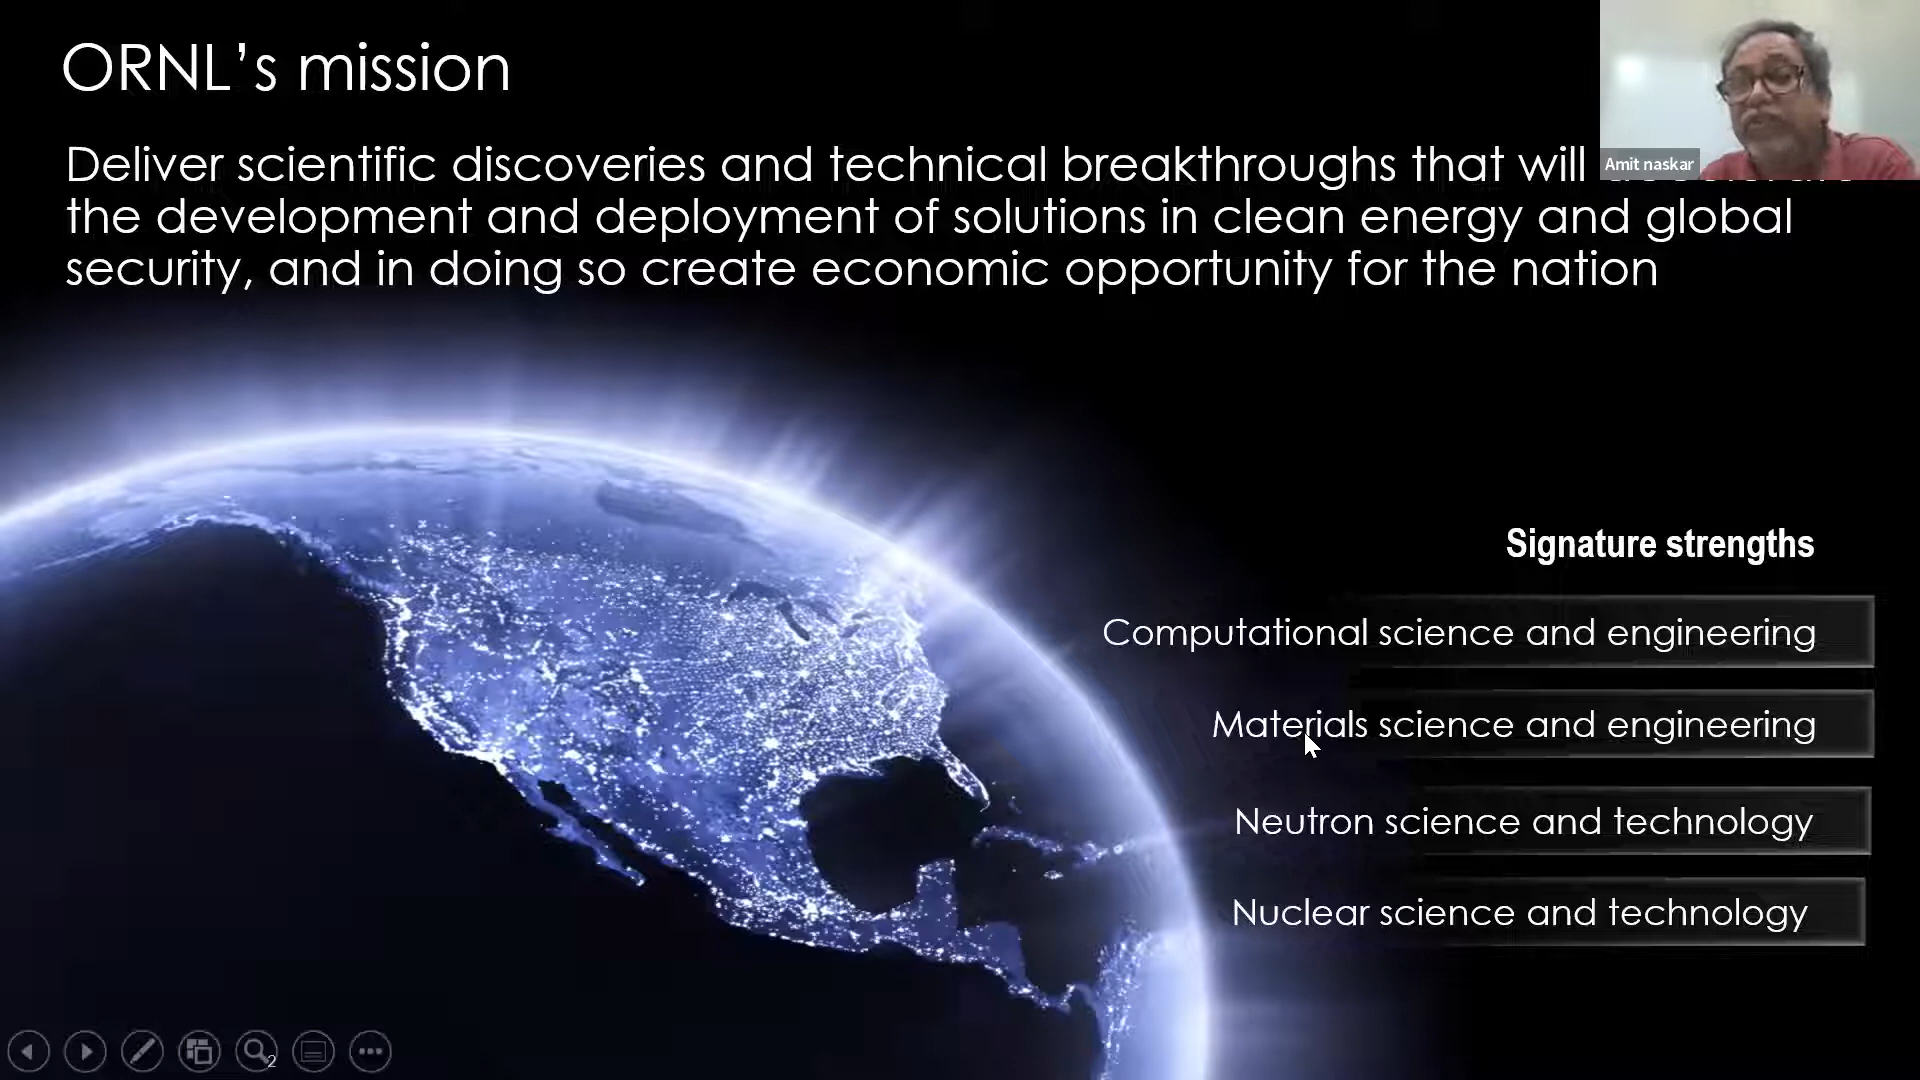 ORNL's mission
Amit naskar
Deliver scientific discoveries and technical breakthroughs that will
the development and deployment of solutions in clean energy and global
security, and in doing so create economic opportunity for the nation
Signature strengths
Computational science and engineering
Materials science and engineering
Neutron science and technology
Nuclear science and technology
2